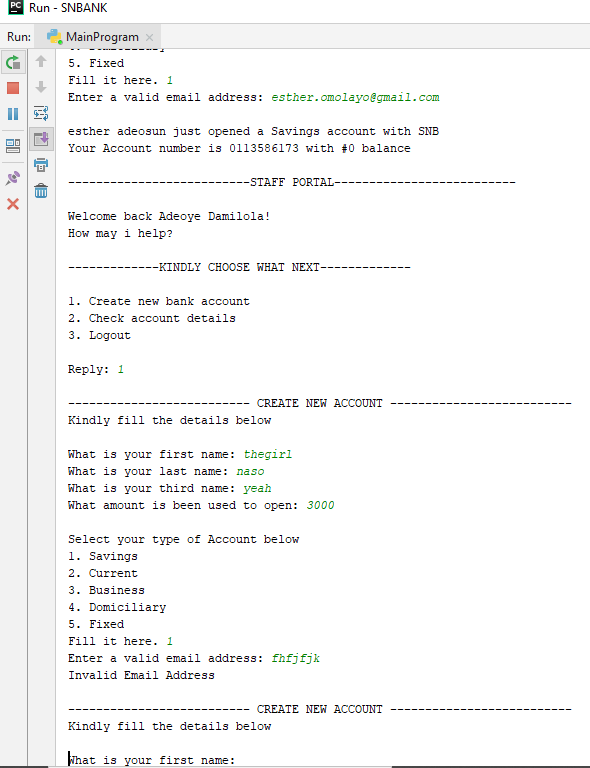 Run - SNBANK
Run: MainProgram
5. Fixed
Fill it here. 1
Enter a valid email address: esther.omolayo@gmail.com
esther adeosun just opened a Savings account with SNB
Your Account number is 0113586173 with #0 balance
--------------------------STAFF PORTAL--------------------------
Welcome back Adeoye Damilola!
How may i help?
-------------KINDLY CHOOSE WHAT NEXT-------------
1. Create new bank account
2. Check account details
3. Logout
Reply: 1
-------------------------- CREATE NEW ACCOUNT --------------------------
Kindly fill the details below
What is your first name: thegirl
What is your last name: naso
What is your third name: yeah
What amount is been used to open: 3000
Select your type of Account below
1. Savings
2. Current
3. Business
4. Domiciliary
5. Fixed
Fill it here. 1
Enter a valid email address: fhfjfjk
Invalid Email Address
-------------------------- CREATE NEW ACCOUNT --------------------------
Kindly fill the details below
What is your first name: